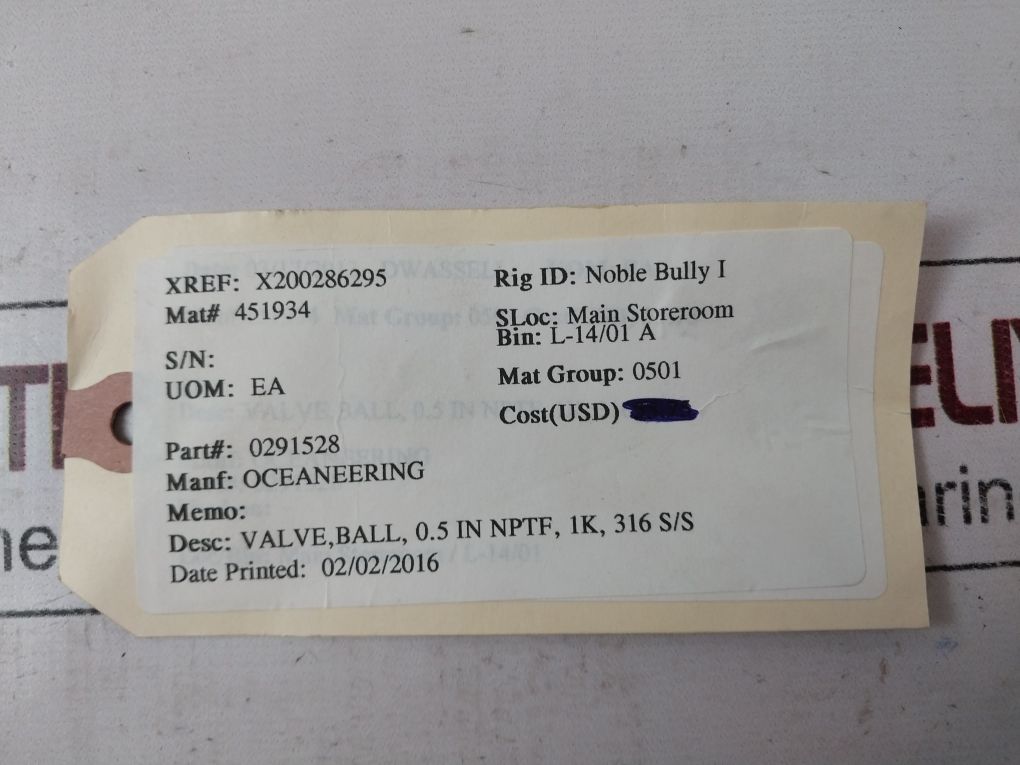 XREF: X200286295
Mat# 451934
S/N:
UOM: EA
Part#: 0291528
Manf: OCEANEERING
Memo:
Desc: VALVE,BALL, 0.5 IN NPTF, 1K, 316 S/S
Date Printed: 02/02/2016
Rig ID: Noble Bully I
SLoc: Main Storeroom
Bin: L-14/01 A
Mat Group: 0501
Cost(USD)